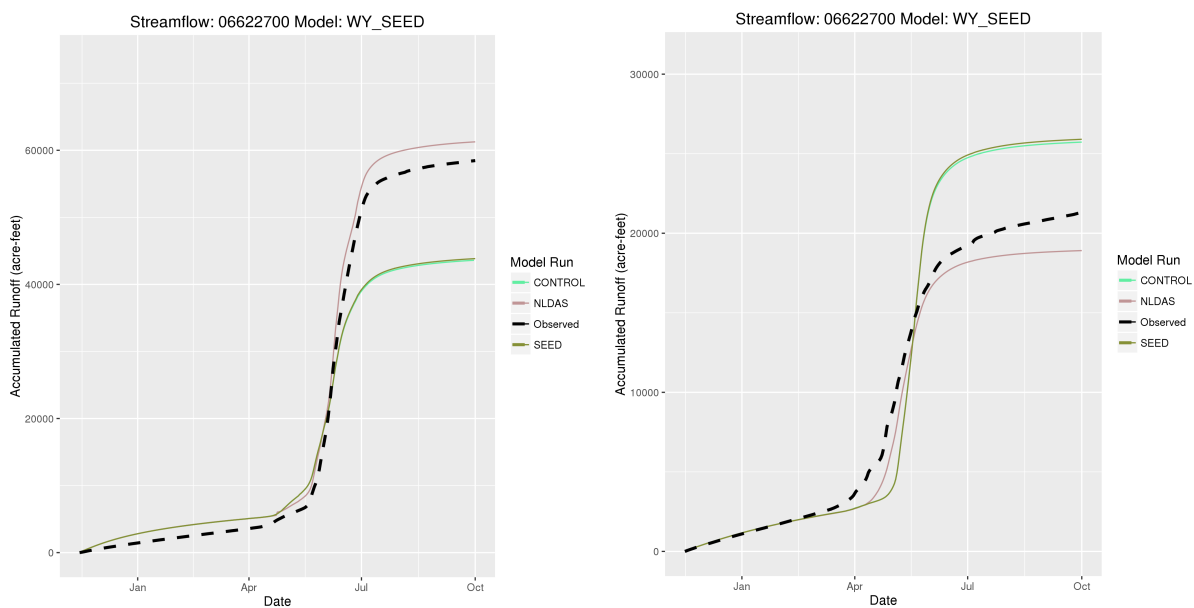 Streamflow: 06622700 Model: WY_SEED
60000
40000
20000
0
Accumulated Runoff (acre-feet)
Jan
Apr
Jul
Oct
Date
Model Run
CONTROL
NLDAS
Observed
SEED
Streamflow: 06622700 Model: WY_SEED
30000
20000
10000
0
Accumulated Runoff (acre-feet)
Jan
Apr
Jul
Oct
Date
Model Run
CONTROL
NLDAS
Observed
SEED